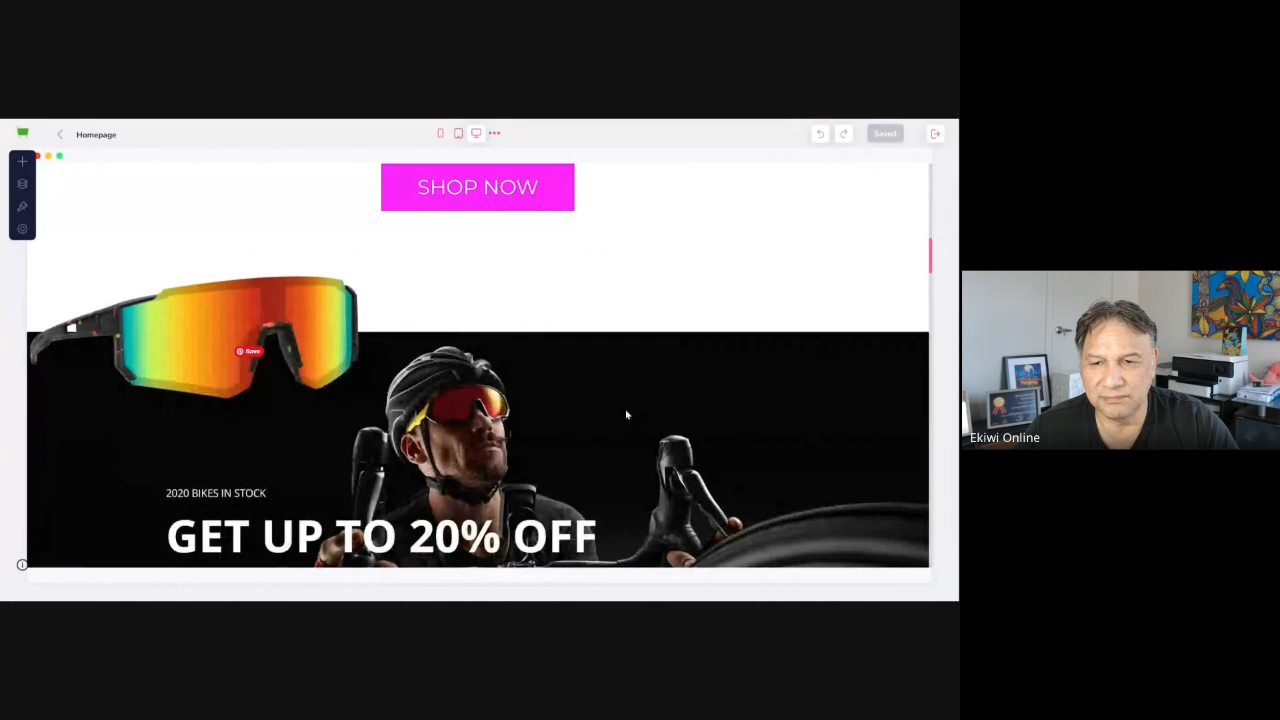 Homepage
Saved
SHOP NOW
Save
2020 BIKES IN STOCK
GET UP TO 20% OFF
Ekiwi Online